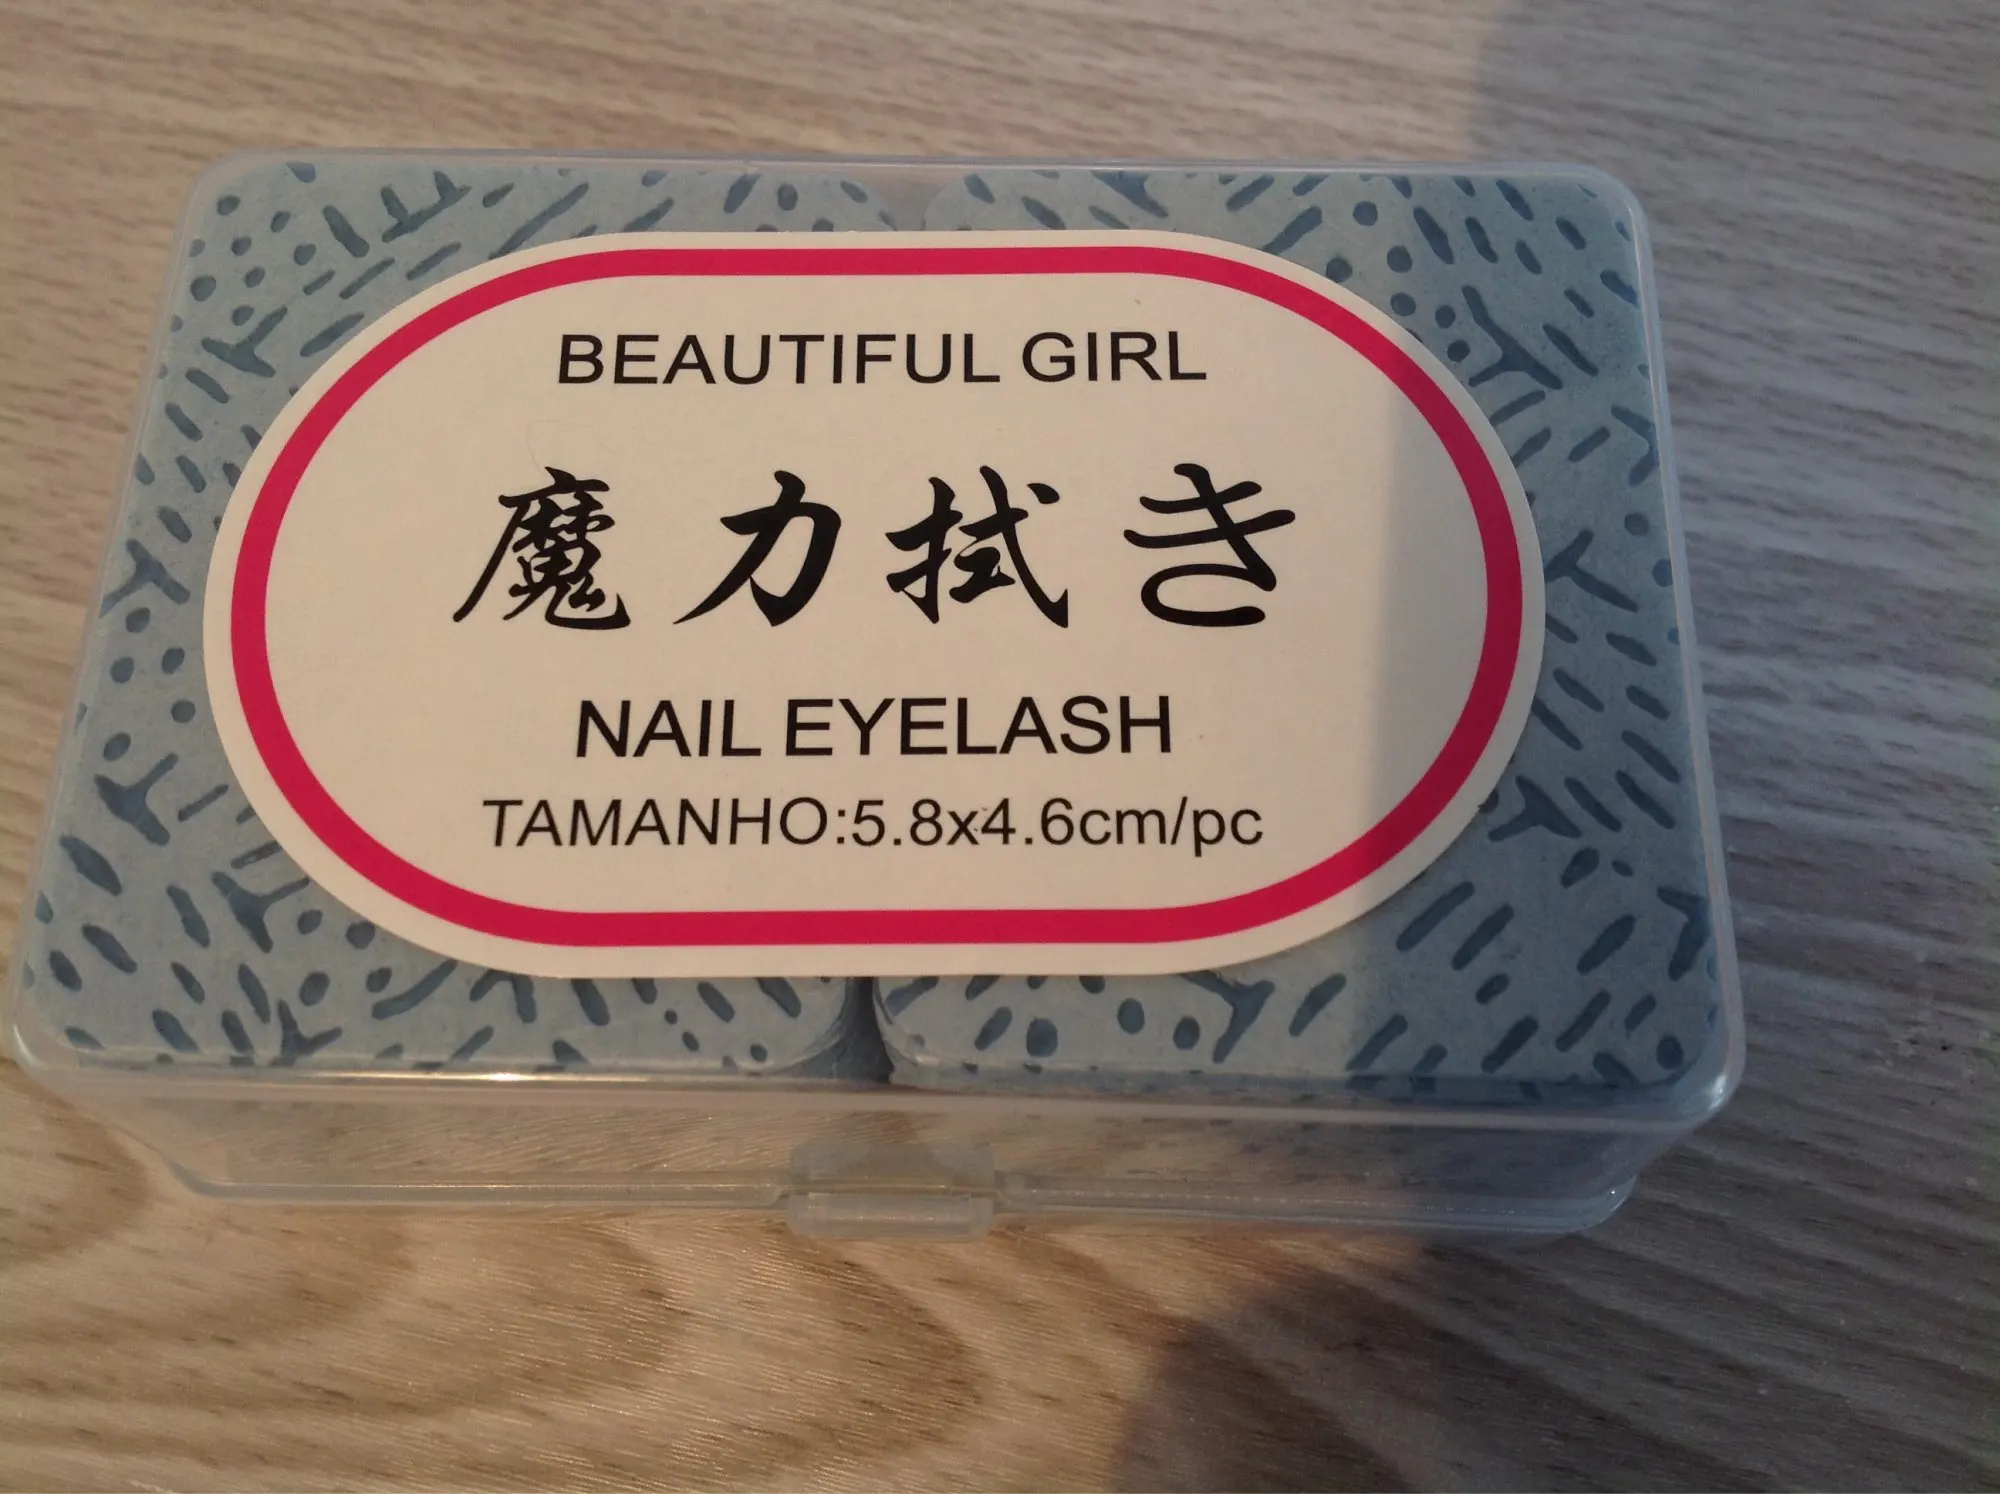 BEAUTIFUL GIRL
魔力拭き
NAIL EYELASH
TAMANHO:5.8x4.6cm/pc